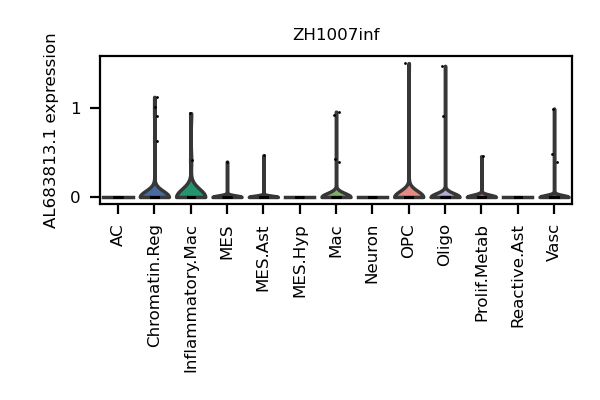 ZH1007inf
AL683813.1 expression
1
0
AC
Chromatin.Reg
Inflammatory.Mac
MES
MES.Ast
MES.Hyp
Mac
Neuron
OPC
Oligo
Prolif.Metab
Reactive.Ast
Vasc